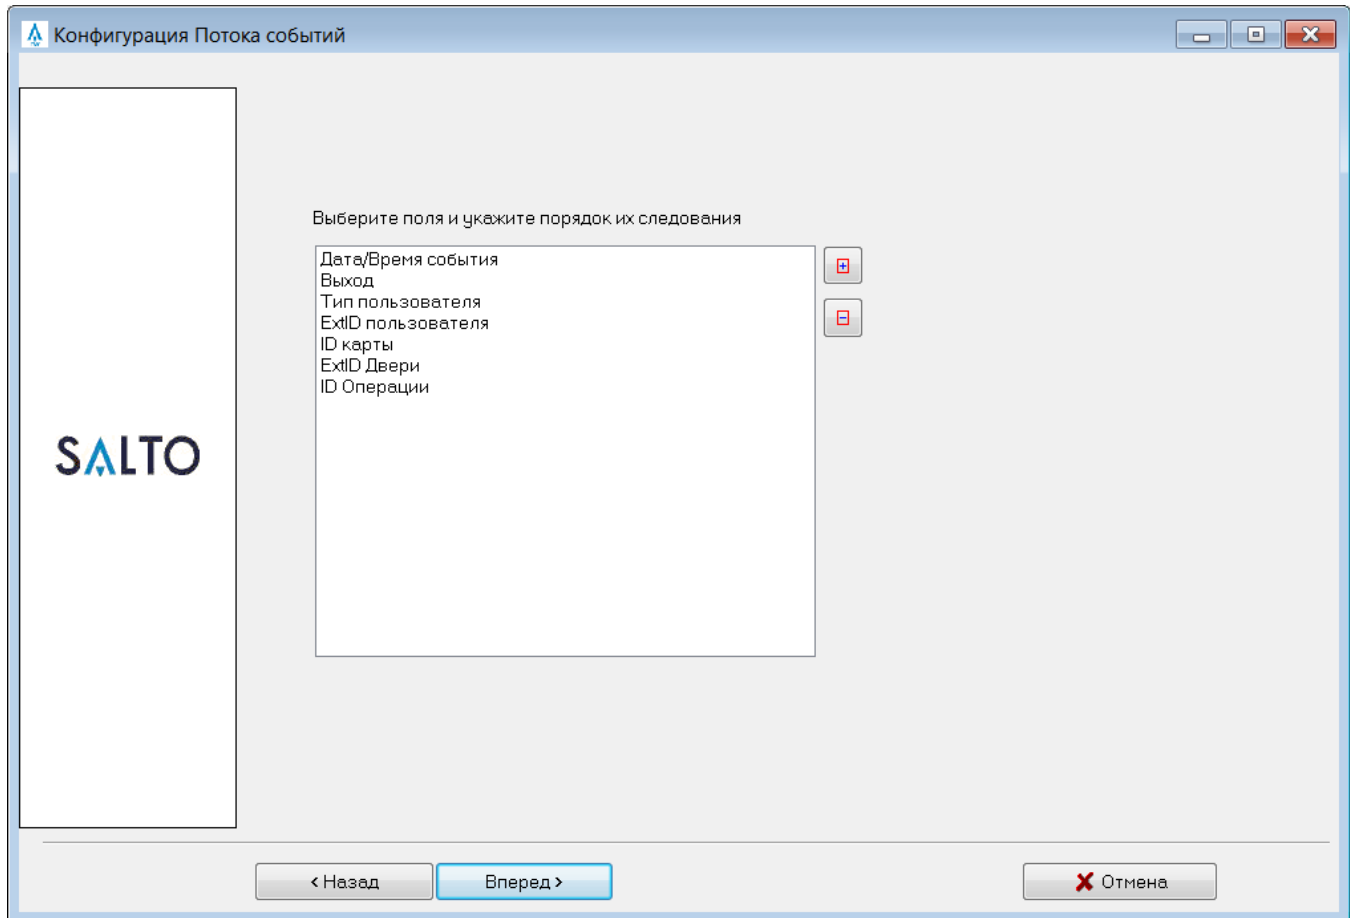 Конфигурация Потока событий
Выберите поля и укажите порядок их следования
Дата/Время события
Выход
Тип пользователя
ExtID пользователя
ID карты
ExtID Двери
ID Операции
SALTO
< Назад
Вперед >
Отмена